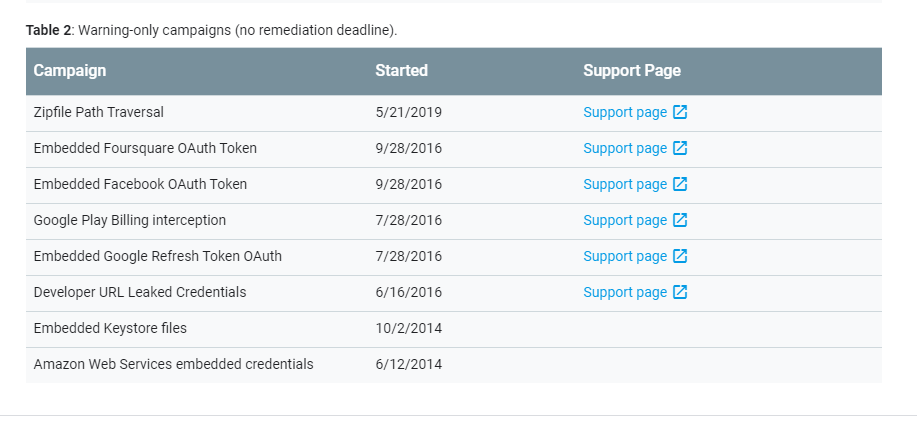 Table 2: Warning-only campaigns (no remediation deadline).
Campaign Started Support Page
Zipfile Path Traversal 5/21/2019 Support page
Embedded Foursquare OAuth Token 9/28/2016 Support page
Embedded Facebook OAuth Token 9/28/2016 Support page
Google Play Billing interception 7/28/2016 Support page
Embedded Google Refresh Token OAuth 7/28/2016 Support page
Developer URL Leaked Credentials 6/16/2016 Support page
Embedded Keystore files 10/2/2014
Amazon Web Services embedded credentials 6/12/2014